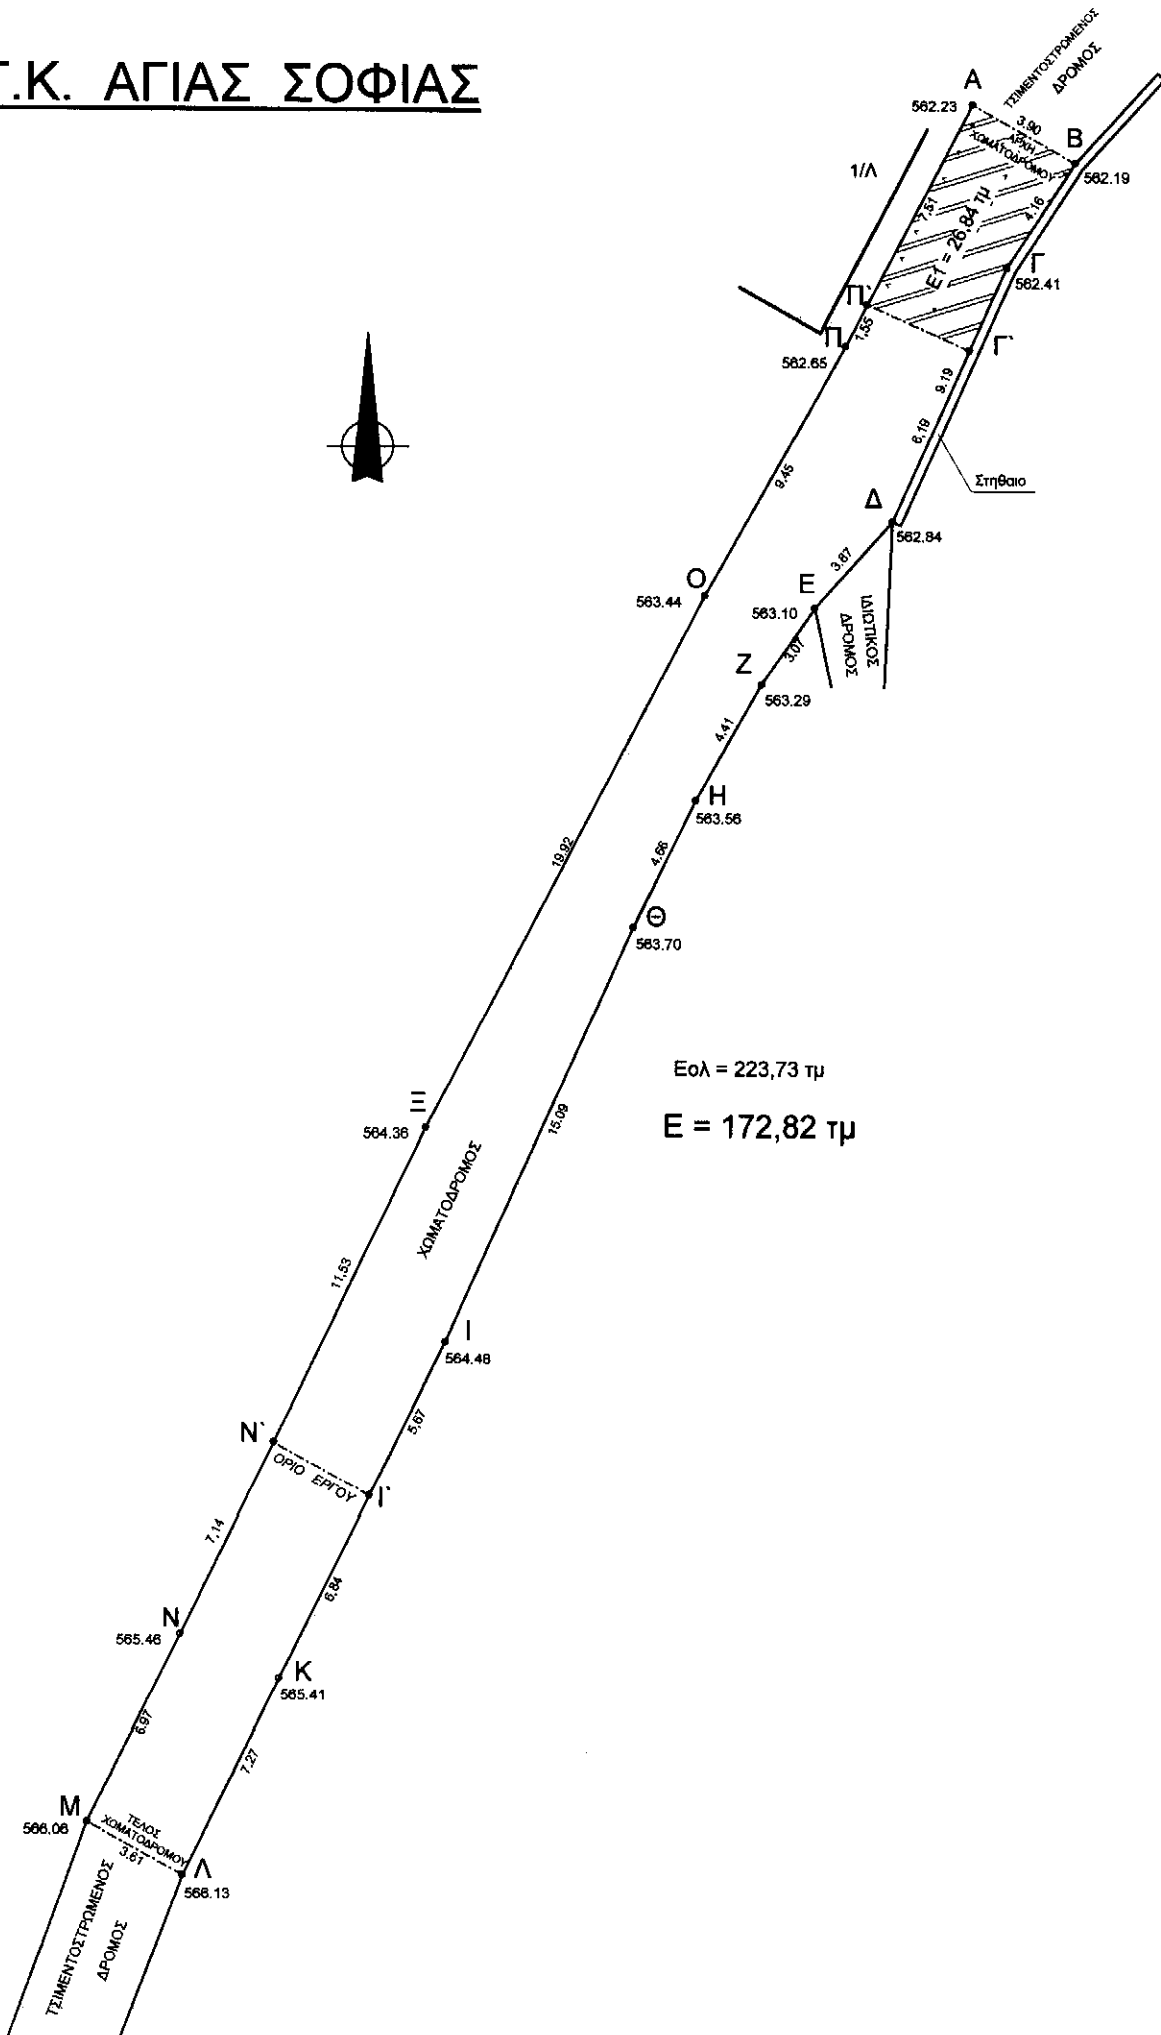 Τ.Κ. ΑΓΙΑΣ ΣΟΦΙΑΣ
ΤΣΙΜΕΝΤΟΣΤΡΩΜΕΝΟΣ
ΔΡΟΜΟΣ
Α
562.23
3.90
ΑΡΧΗ
ΧΩΜΑΤΟΔΡΟΜΟΥ
Β
562.19
1/Λ
7,51
Ε1 = 26,84 τμ
4.16
Γ
562.41
Π`
1,55
Π
562.65
Γ`
9.19
6,19
Στηθαιο
9.45
Δ
562.84
3.87
Ο
563.44
Ε
563.10
ΙΔΙΩΤΙΚΟΣ
ΔΡΟΜΟΣ
3.07
Ζ
563.29
4.41
Η
563.56
19.92
4.66
Θ
563.70
Εολ = 223,73 τμ
Ε = 172,82 τμ
Ξ
564.36
15.09
ΧΩΜΑΤΟΔΡΟΜΟΣ
11,53
Ι
564.48
5,67
Ν`
ΟΡΙΟ ΕΡΓΟΥ
Ι`
7,14
6,84
Ν
565.46
Κ
565.41
6.97
7.27
Μ
566.06
ΤΕΛΟΣ
ΧΩΜΑΤΟΔΡΟΜΟΥ
3.61
Λ
566.13
ΤΣΙΜΕΝΤΟΣΤΡΩΜΕΝΟΣ
ΔΡΟΜΟΣ